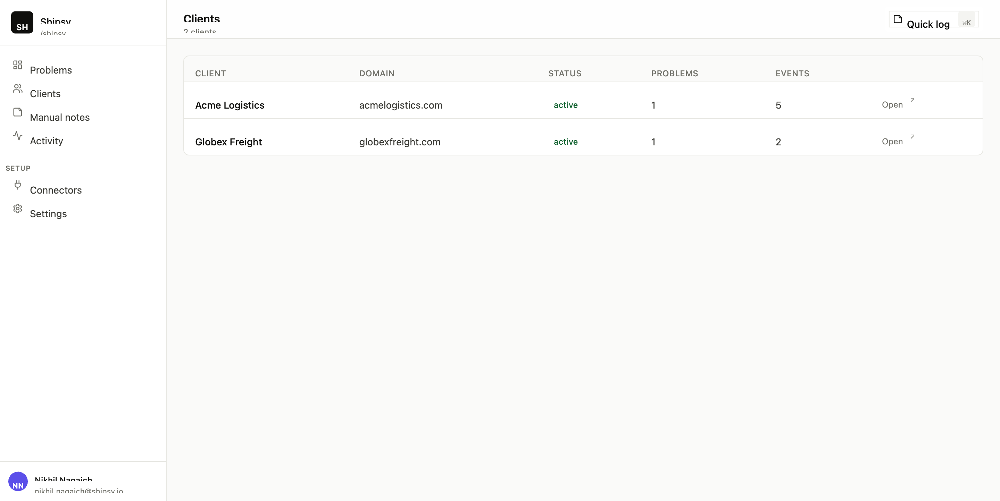 SH
Shipsy
/shipsy
Problems
Clients
Manual notes
Activity
SETUP
Connectors
Settings
NN
Nikhil Nagaich
nikhil.nagaich@shipsy.io
Clients
2 clients
Quick log ⌘K
CLIENT DOMAIN STATUS PROBLEMS EVENTS
Acme Logistics acmelogistics.com active 1 5 Open
Globex Freight globexfreight.com active 1 2 Open